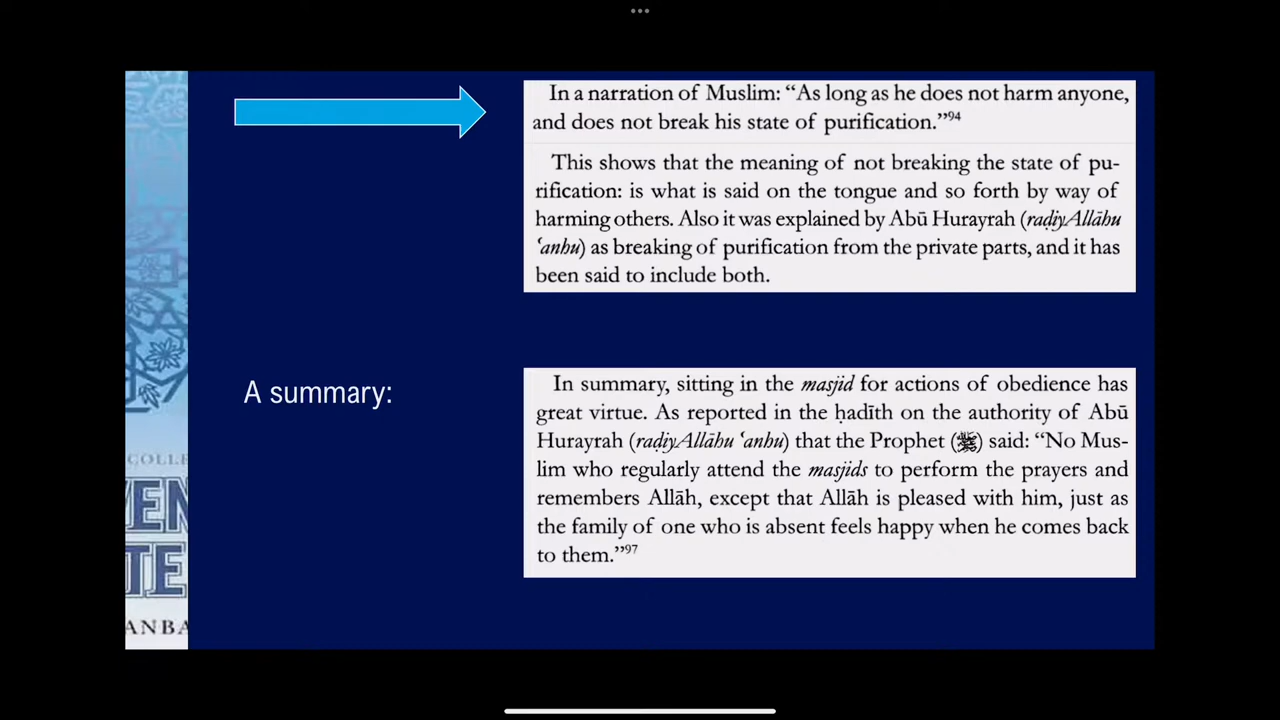 In a narration of Muslim: “As long as he does not harm anyone,
and does not break his state of purification.”94
This shows that the meaning of not breaking the state of pu-
rification: is what is said on the tongue and so forth by way of
harming others. Also it was explained by Abū Hurayrah (raḍiyAllāhu
‘anhu) as breaking of purification from the private parts, and it has
been said to include both.
A summary:
In summary, sitting in the masjid for actions of obedience has
great virtue. As reported in the ḥadīth on the authority of Abū
Hurayrah (raḍiyAllāhu ‘anhu) that the Prophet (ﷺ) said: “No Mus-
lim who regularly attend the masjids to perform the prayers and
remembers Allāh, except that Allāh is pleased with him, just as
the family of one who is absent feels happy when he comes back
to them.”97
COLLE
VEN
TE
ANBA